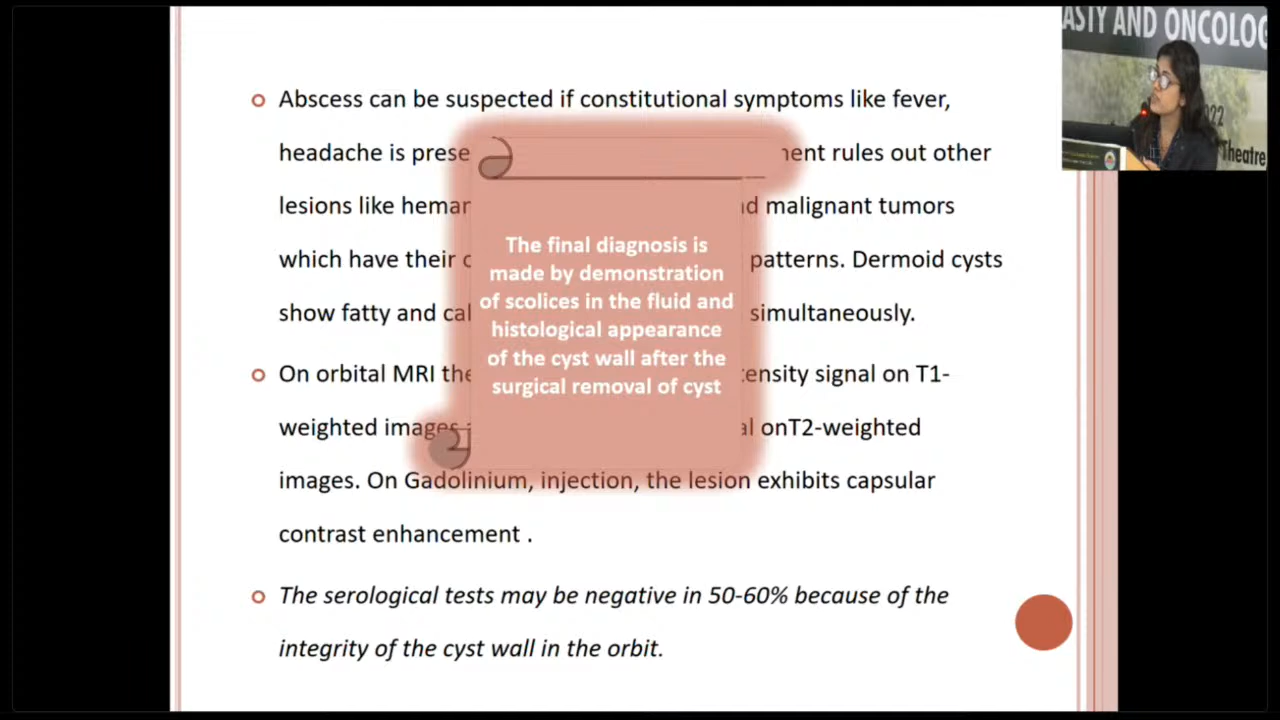 ASTY AND ONCOLOG
2022
Theatre
Abscess can be suspected if constitutional symptoms like fever,
headache is prese
ment rules out other
lesions like heman
d malignant tumors
which have their
patterns. Dermoid cysts
show fatty and cal
simultaneously.
The final diagnosis is
made by demonstration
of scolices in the fluid and
histological appearance
of the cyst wall after the
surgical removal of cyst
On orbital MRI the
tensity signal on T1-
weighted images
al onT2-weighted
images. On Gadolinium, injection, the lesion exhibits capsular
contrast enhancement .
The serological tests may be negative in 50-60% because of the
integrity of the cyst wall in the orbit.